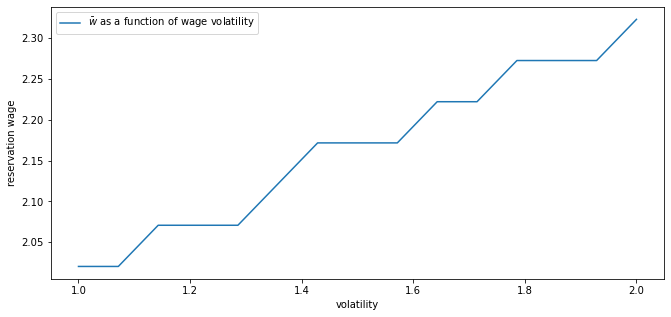 w̄ as a function of wage volatility
2.30
2.25
2.20
2.15
2.10
2.05
reservation wage
1.0 1.2 1.4 1.6 1.8 2.0
volatility